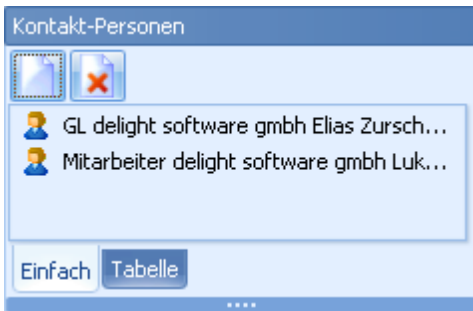 Kontakt-Personen
GL delight software gmbh Elias Zursch...
Mitarbeiter delight software gmbh Luk...
Einfach Tabelle